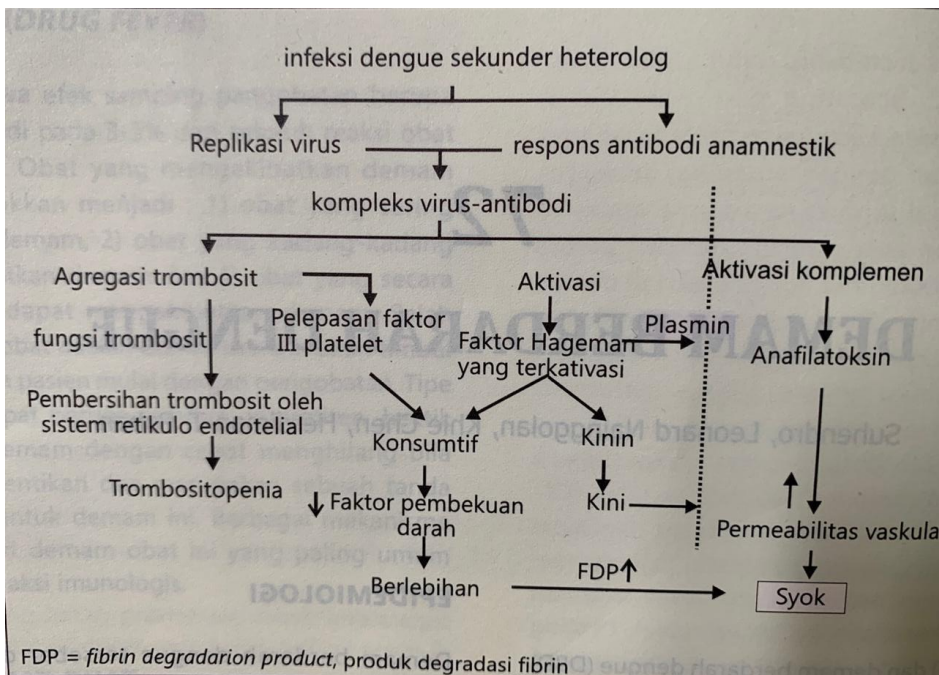 infeksi dengue sekunder heterolog
Replikasi virus
respons antibodi anamnestik
kompleks virus-antibodi
Agregasi trombosit
Aktivasi
Aktivasi komplemen
fungsi trombosit
Pelepasan faktor
III platelet
Faktor Hageman
yang terkativasi
Plasmin
Anafilatoksin
Pembersihan trombosit oleh
sistem retikulo endotelial
Konsumtif
Kinin
Trombositopenia
↓ Faktor pembekuan
darah
Kini
↑
Permeabilitas vaskula
Berlebihan
FDP↑
Syok
FDP = fibrin degradarion product, produk degradasi fibrin